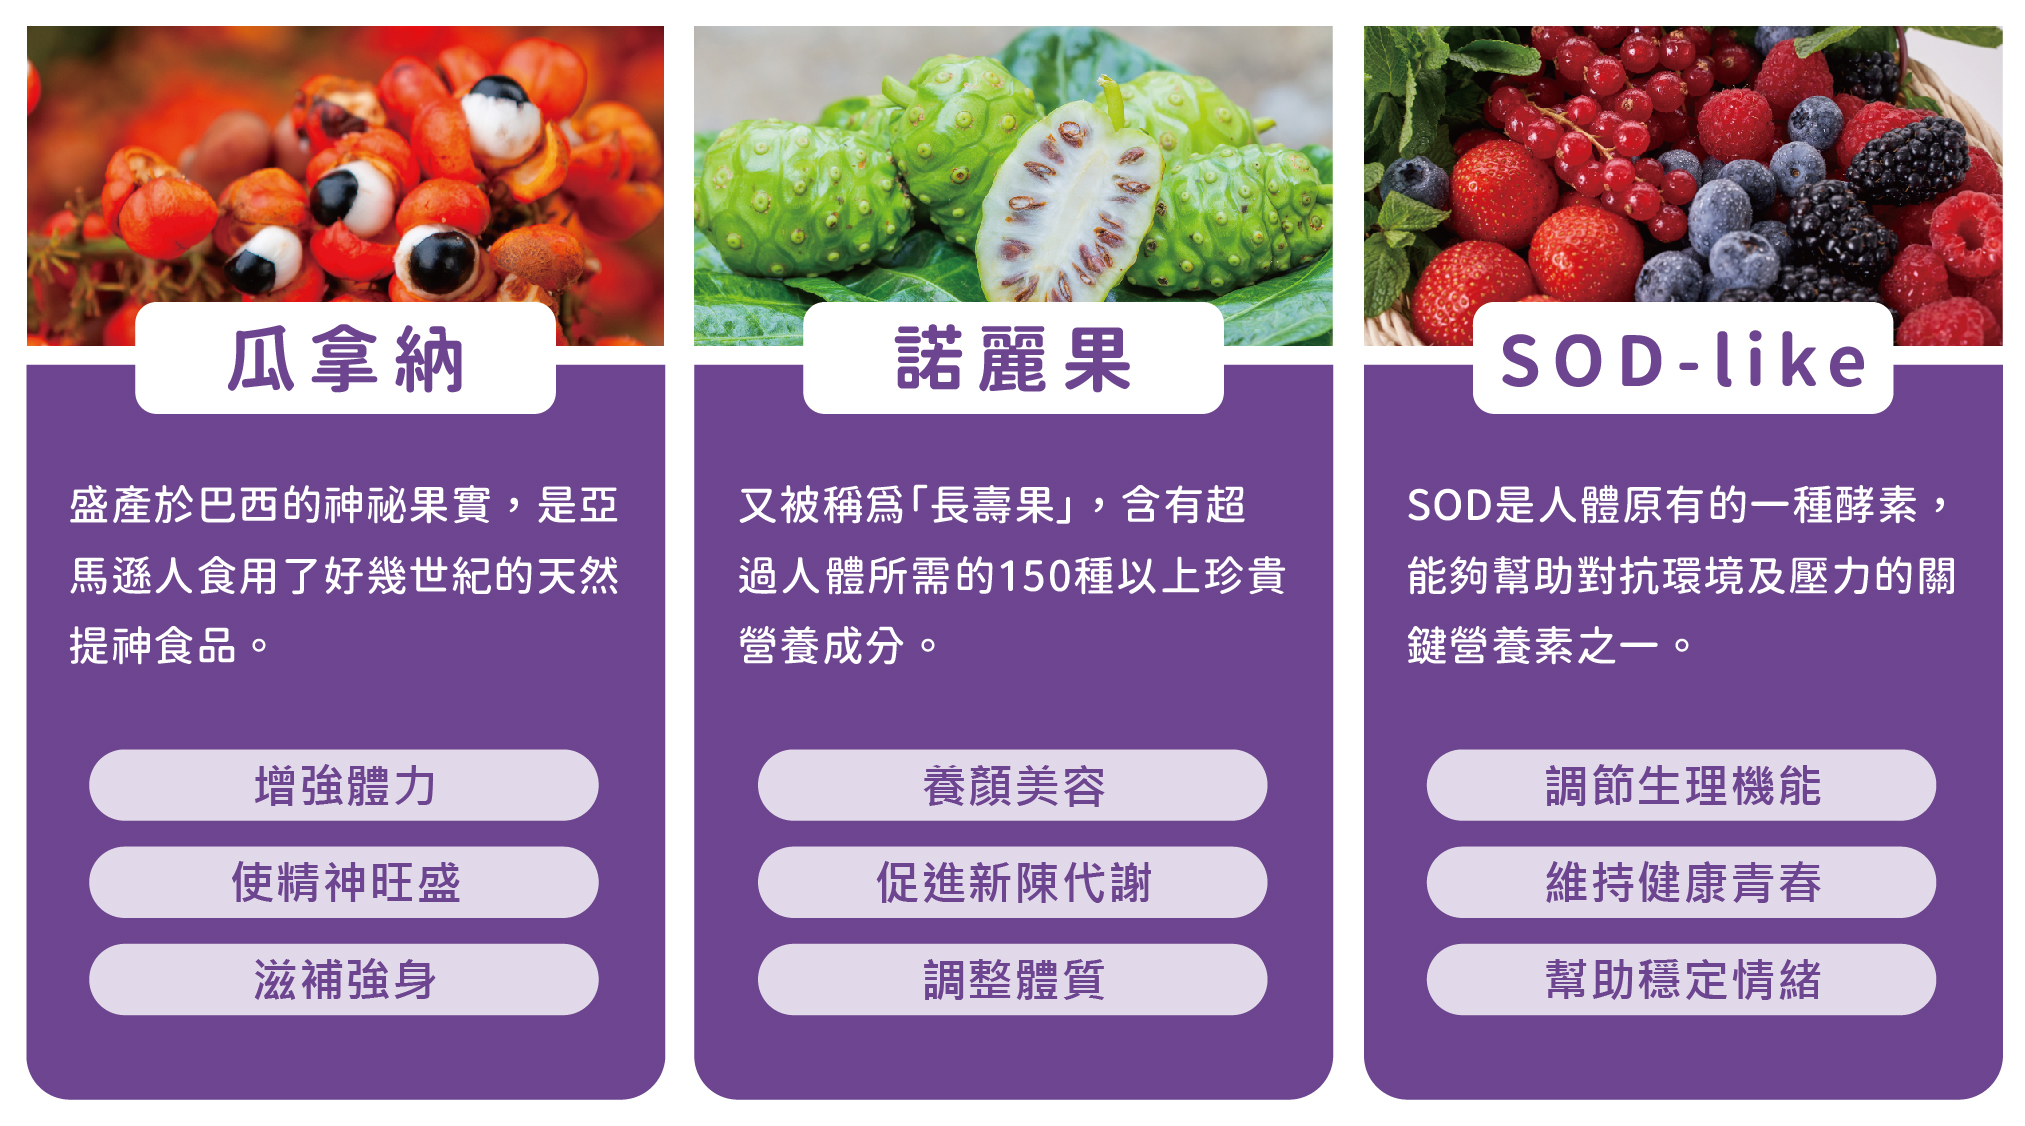 瓜拿納
盛產於巴西的神祕果實，是亞
馬遜人食用了好幾世紀的天然
提神食品。
增強體力
使精神旺盛
滋補強身
諾麗果
又被稱爲「長壽果」，含有超
過人體所需的150種以上珍貴
營養成分。
養顏美容
促進新陳代謝
調整體質
SOD-like
SOD是人體原有的一種酵素，
能夠幫助對抗環境及壓力的關
鍵營養素之一。
調節生理機能
維持健康青春
幫助穩定情緒